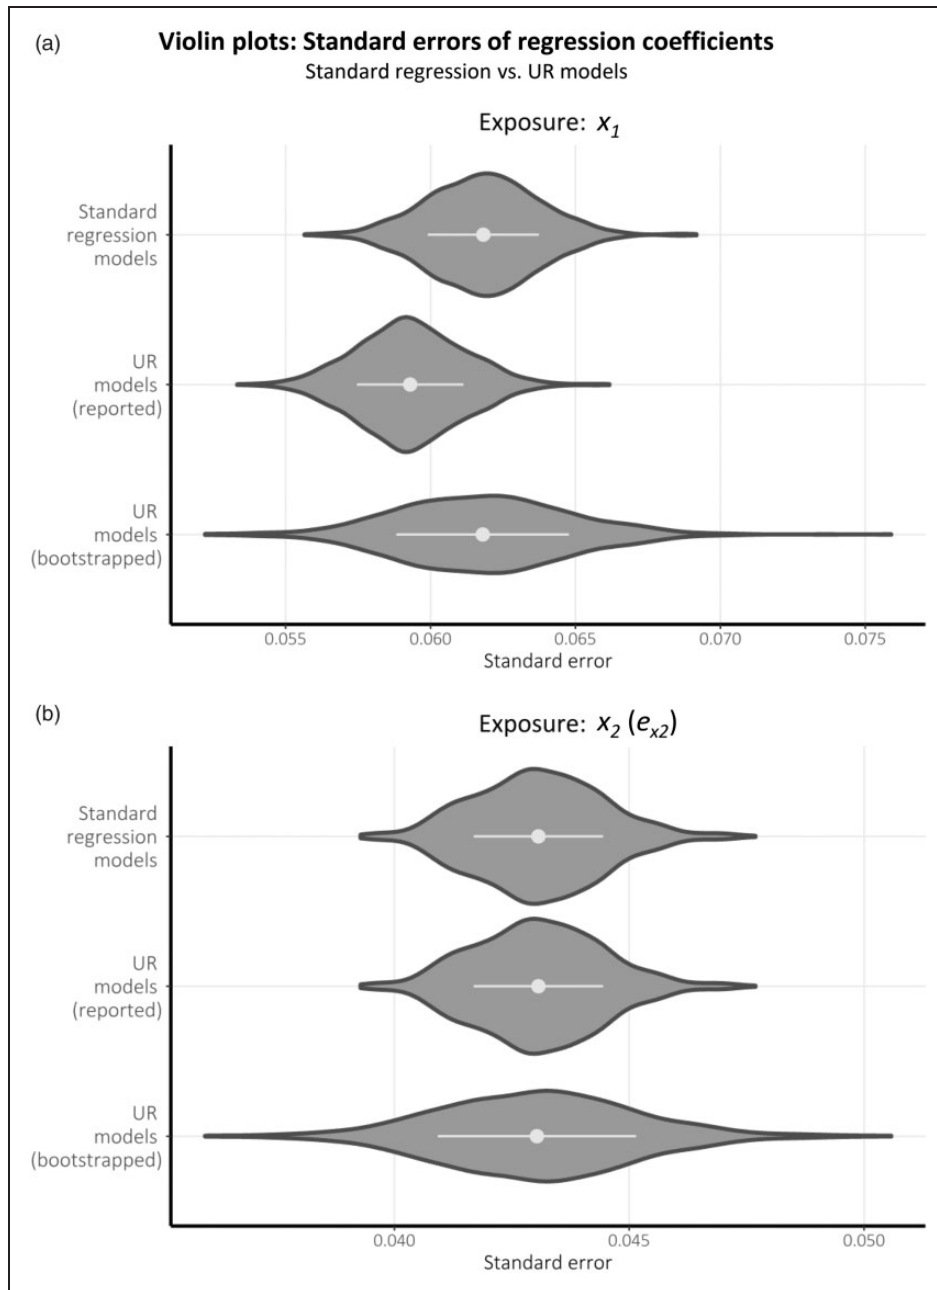 (a)
Violin plots: Standard errors of regression coefficients
Standard regression vs. UR models
Exposure: x1
Standard
regression
models
UR
models
(reported)
UR
models
(bootstrapped)
0.055 0.060 0.065 0.070 0.075
Standard error
(b)
Exposure: x2 (ex2)
Standard
regression
models
UR
models
(reported)
UR
models
(bootstrapped)
0.040 0.045 0.050
Standard error